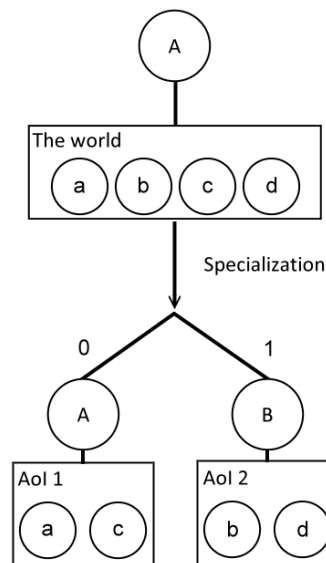 A
The world
a b c d
Specialization
0 1
A B
AoI 1 AoI 2
a c b d